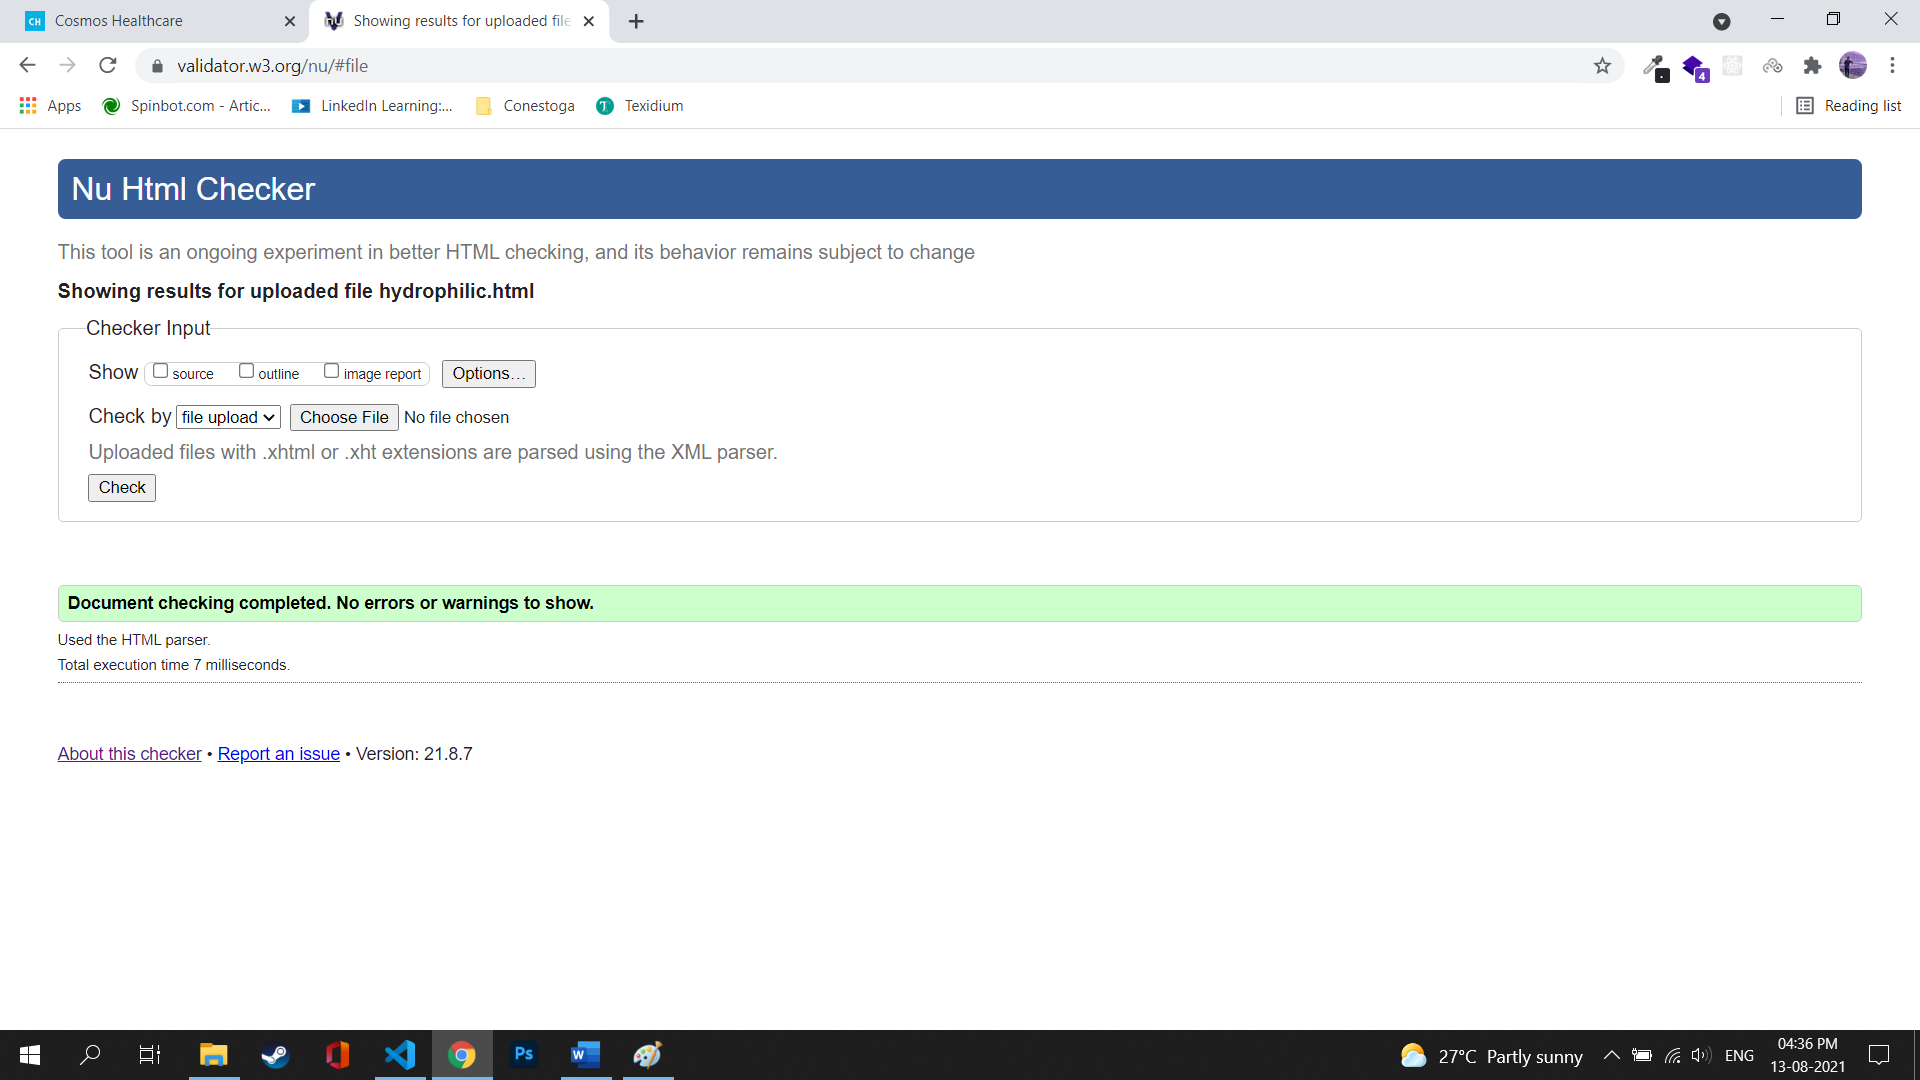 CH Cosmos Healthcare
nu Showing results for uploaded file
validator.w3.org/nu/#file
4
Apps Spinbot.com - Artic... LinkedIn Learning:... Conestoga T Texidium Reading list
Nu Html Checker
This tool is an ongoing experiment in better HTML checking, and its behavior remains subject to change
Showing results for uploaded file hydrophilic.html
Checker Input
Show source outline image report Options...
Check by file upload Choose File No file chosen
Uploaded files with .xhtml or .xht extensions are parsed using the XML parser.
Check
Document checking completed. No errors or warnings to show.
Used the HTML parser.
Total execution time 7 milliseconds.
About this checker • Report an issue • Version: 21.8.7
Ps W 27°C Partly sunny ENG 04:36 PM
13-08-2021